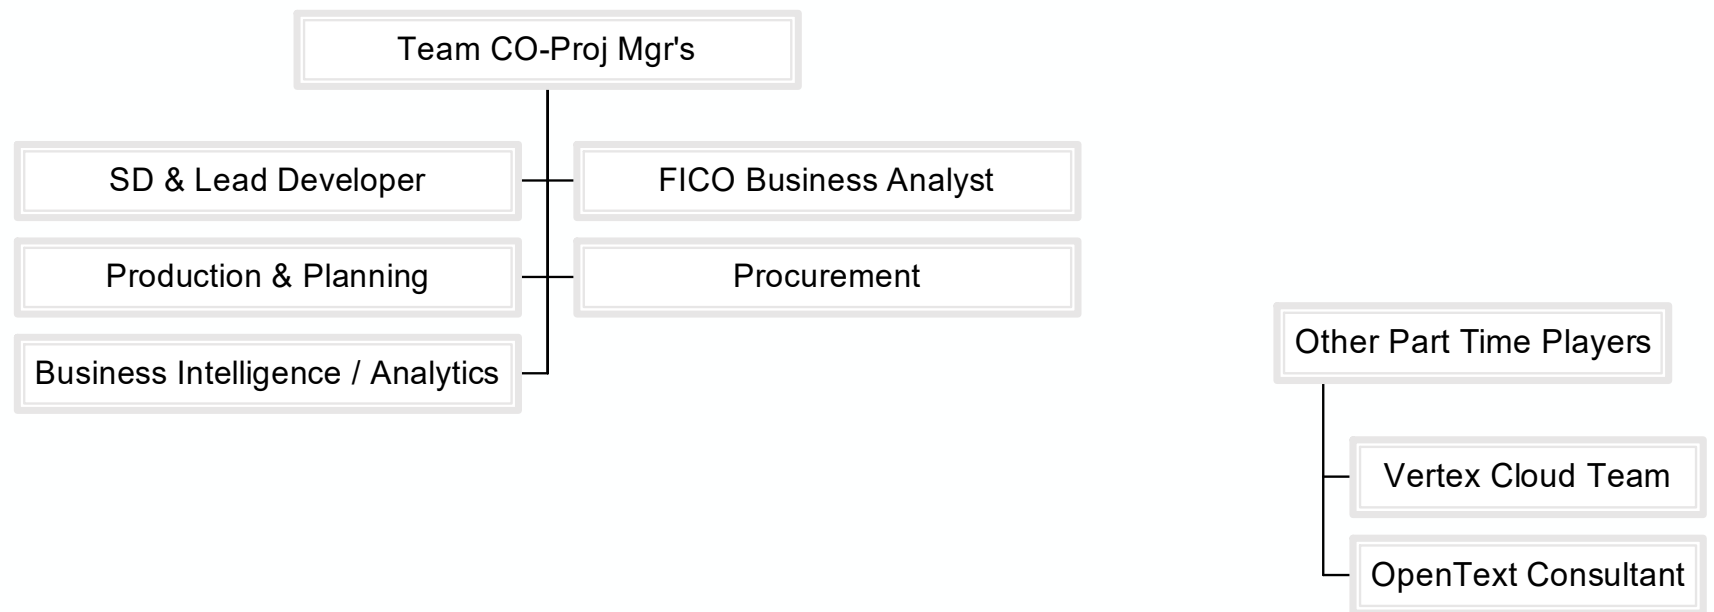 Team CO-Proj Mgr's
SD & Lead Developer
FICO Business Analyst
Production & Planning
Procurement
Business Intelligence / Analytics
Other Part Time Players
Vertex Cloud Team
OpenText Consultant